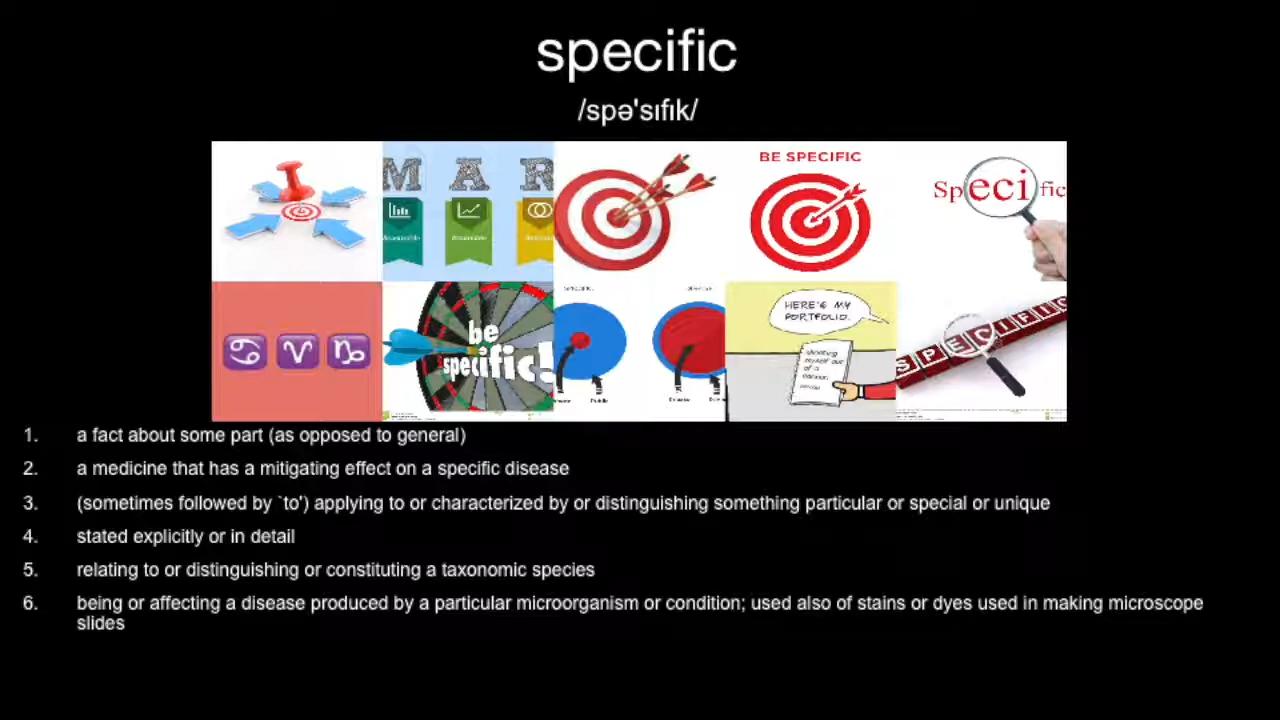 specific
/spə'sıfık/
M A R
BE SPECIFIC
Specific
be
specific!
HERE'S MY
PORTFOLIO.
SPECIFIC
1. a fact about some part (as opposed to general)
2. a medicine that has a mitigating effect on a specific disease
3. (sometimes followed by `to') applying to or characterized by or distinguishing something particular or special or unique
4. stated explicitly or in detail
5. relating to or distinguishing or constituting a taxonomic species
6. being or affecting a disease produced by a particular microorganism or condition; used also of stains or dyes used in making microscope
slides